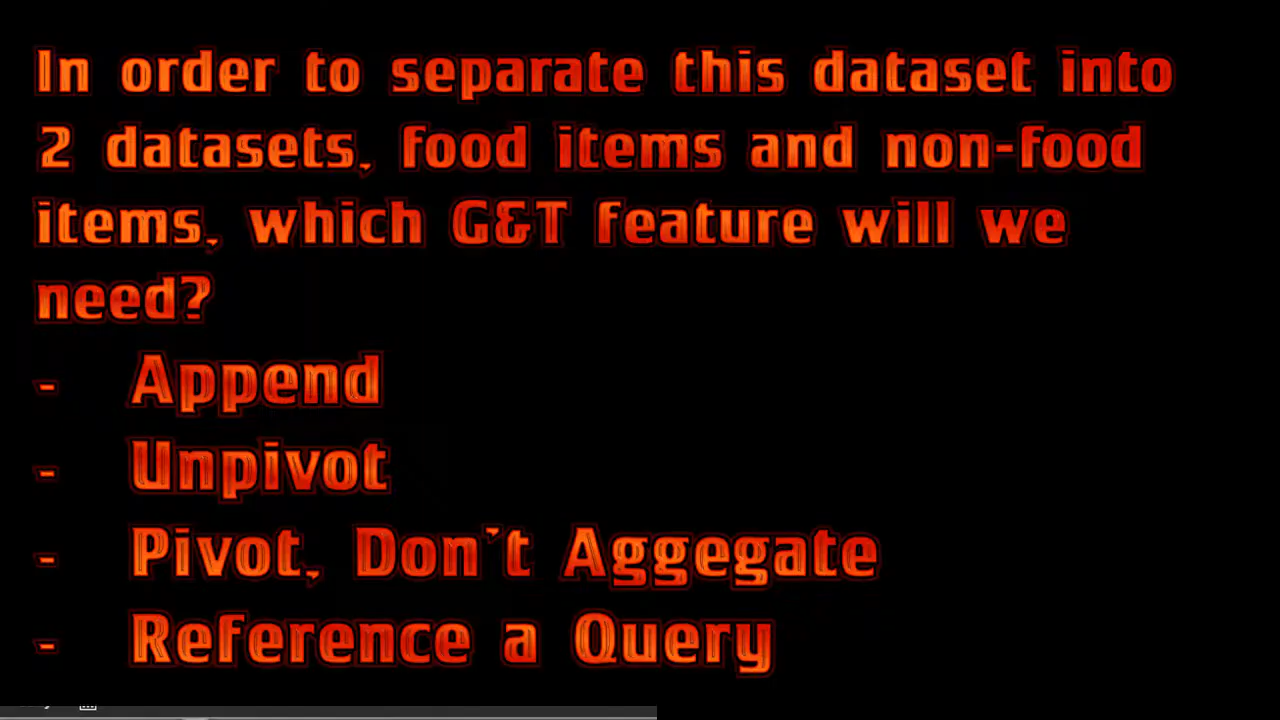 In order to separate this dataset into
2 datasets, food items and non-food
items, which G&T feature will we
need?
- Append
- Unpivot
- Pivot, Don't Aggegate
- Reference a Query